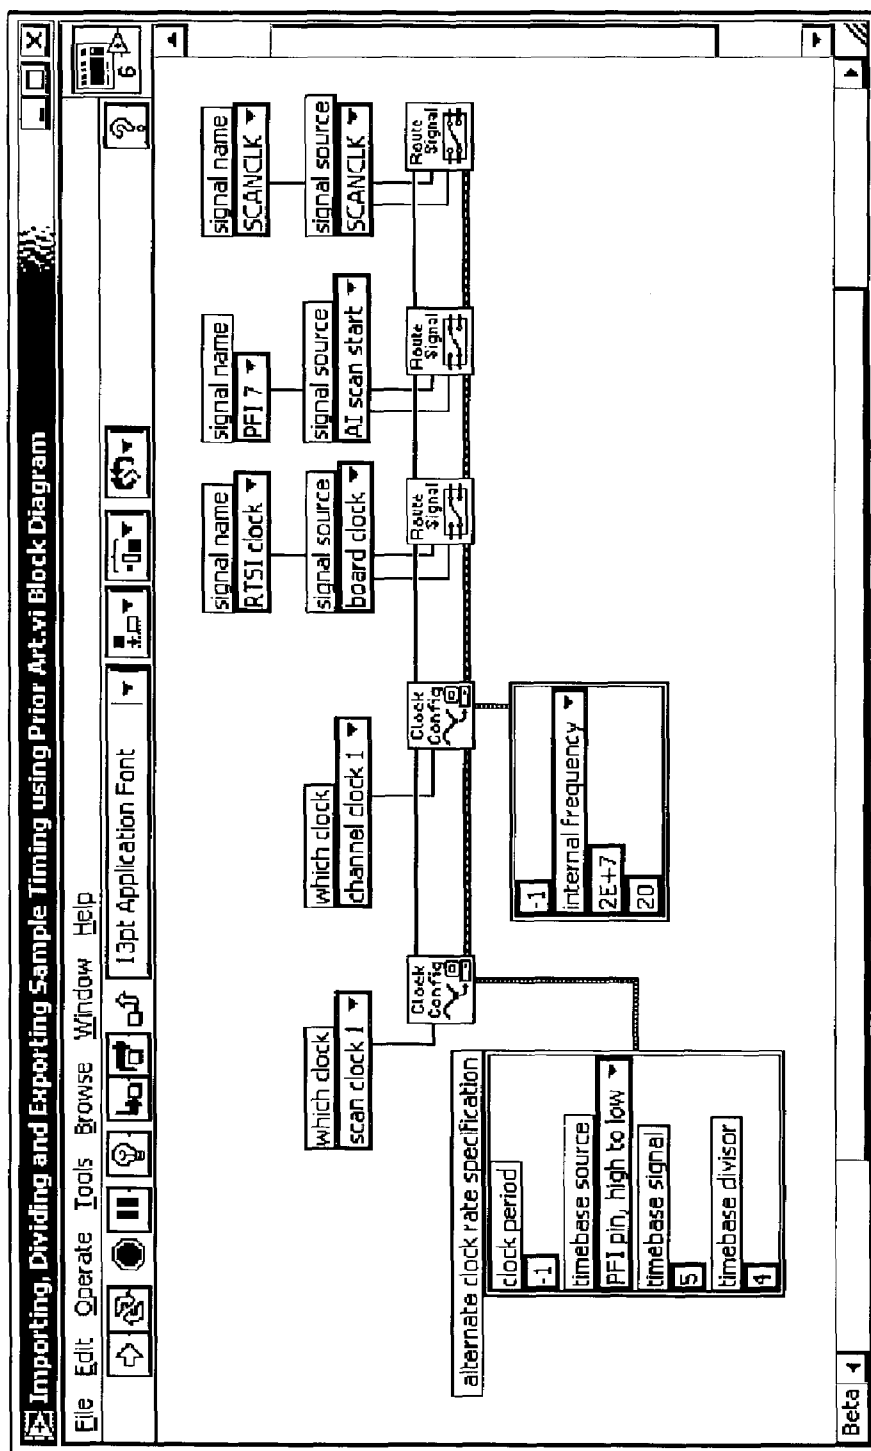 Importing, Dividing and Exporting Sample Timing using Prior Art.vi Block Diagram
File Edit Operate Tools Browse Window Help
13pt Application Font
?
6
which clock
scan clock 1
which clock
channel clock 1
signal name
RTSI clock
signal source
board clock
signal name
PFI 7
signal source
AI scan start
signal name
SCANCLK
signal source
SCANCLK
Clock
Config
Clock
Config
Route
Signal
Route
Signal
Route
Signal
alternate clock rate specification
clock period
-1
timebase source
PFI pin, high to low
timebase signal
5
timebase divisor
4
-1
internal frequency
2E+7
20
Beta